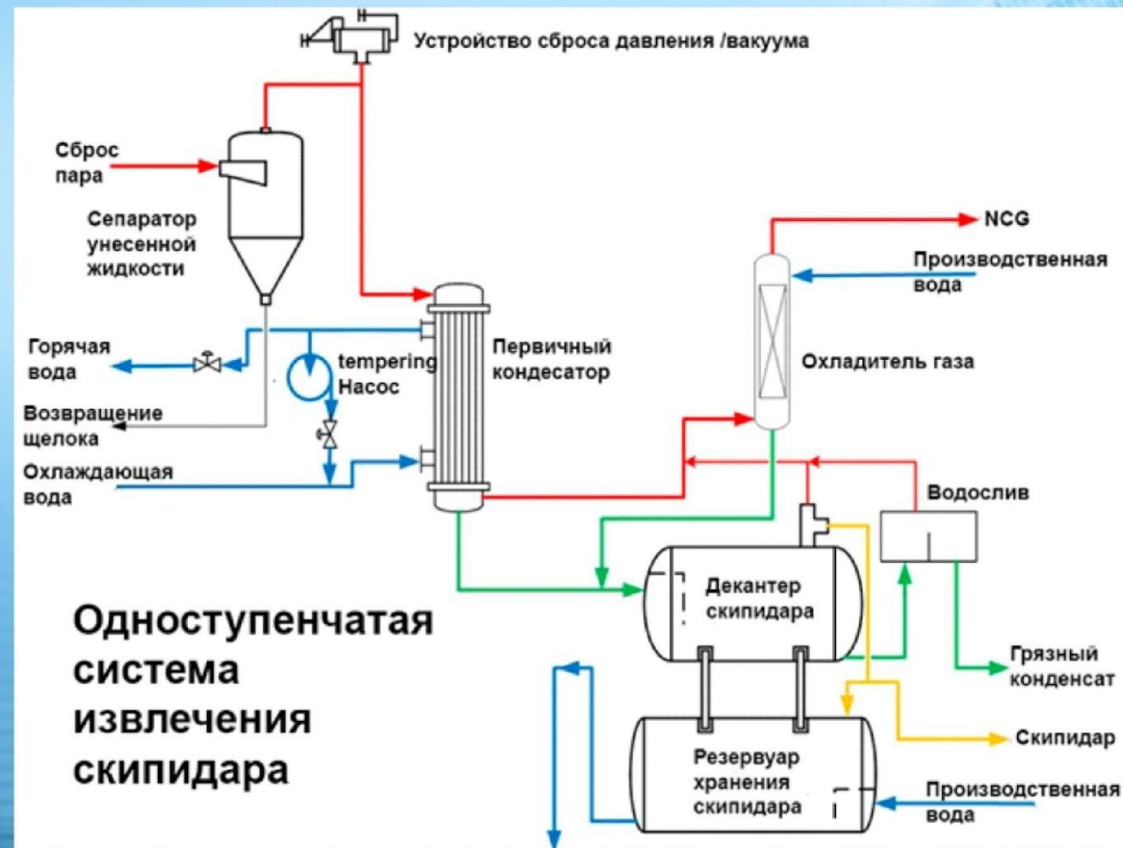 Устройство сброса давления /вакуума
Сброс
пара
Сепаратор
унесенной
жидкости
NCG
Производственная
вода
Горячая
вода
tempering
Насос
Первичный
кондесатор
Охладитель газа
Возвращение
щелока
Охлаждающая
вода
Водослив
Декантер
скипидара
Одноступенчатая
система
извлечения
скипидара
Грязный
конденсат
Скипидар
Резервуар
хранения
скипидара
Производственная
вода